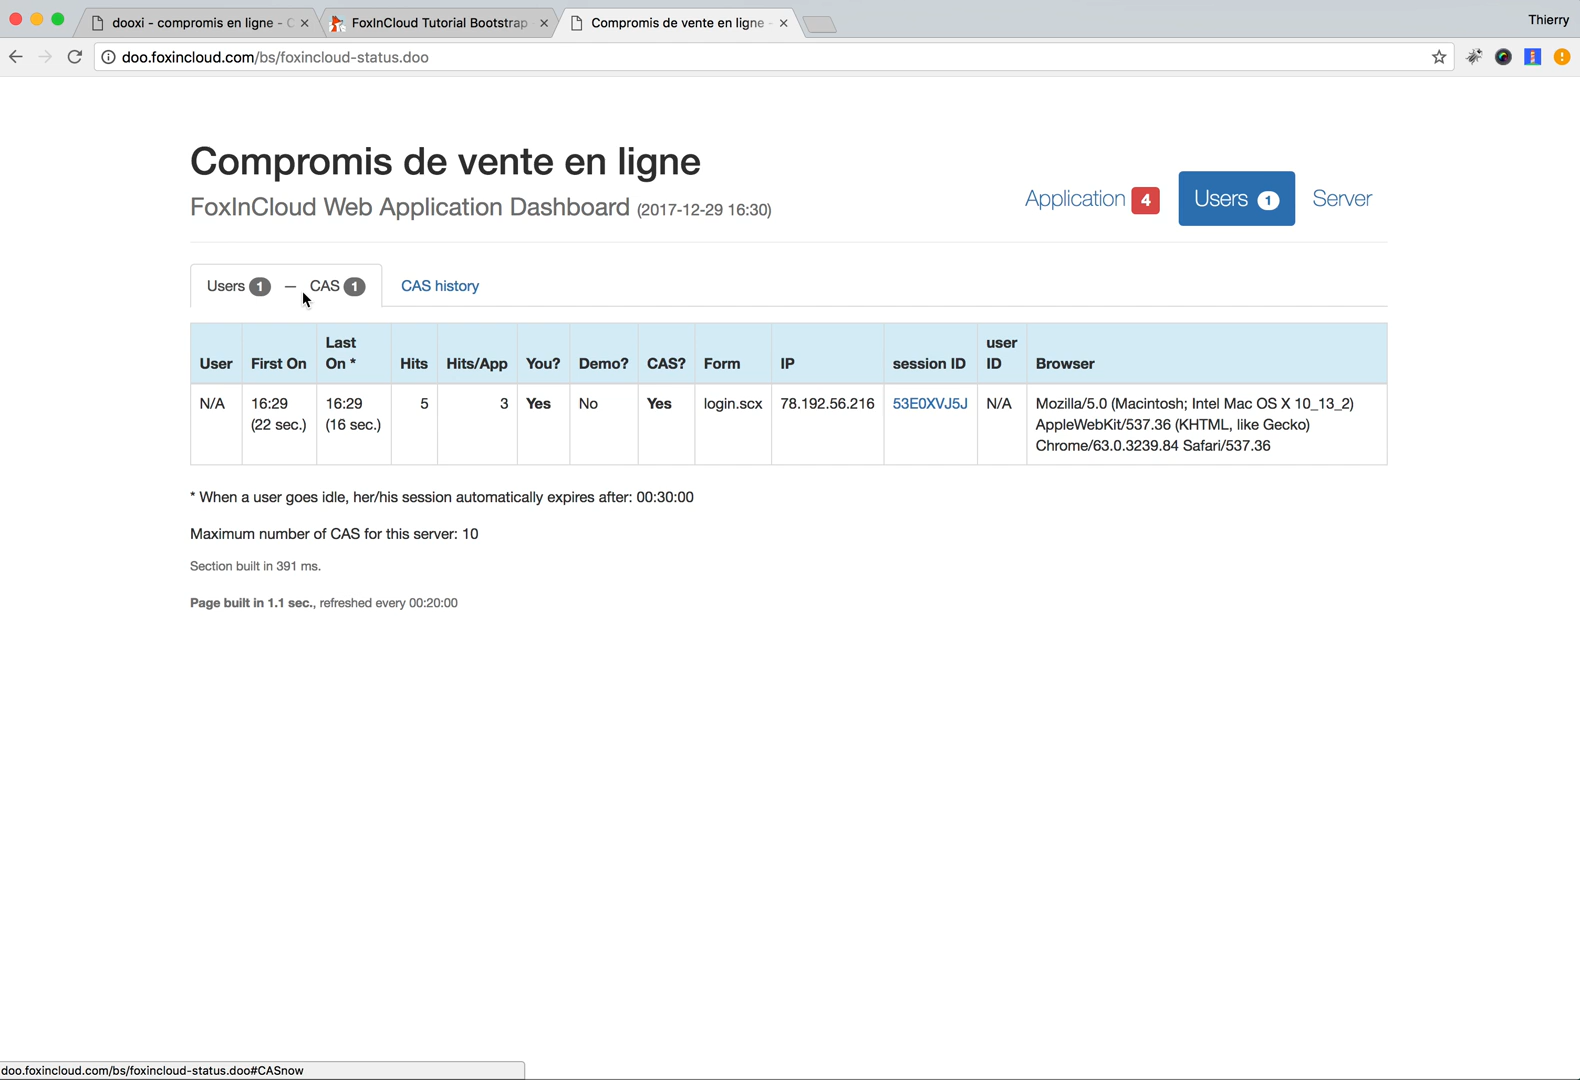 dooxi - compromis en ligne -
FoxInCloud Tutorial Bootstrap
Compromis de vente en ligne -
Thierry
doo.foxincloud.com/bs/foxincloud-status.doo
Compromis de vente en ligne
FoxInCloud Web Application Dashboard (2017-12-29 16:30)
Application 4 Users 1 Server
Users 1 — CAS 1 CAS history
User First On Last On * Hits Hits/App You? Demo? CAS? Form IP session ID user ID Browser
N/A 16:29 16:29 5 3 Yes No Yes login.scx 78.192.56.216 53E0XVJ5J N/A Mozilla/5.0 (Macintosh; Intel Mac OS X 10_13_2)
(22 sec.) (16 sec.) AppleWebKit/537.36 (KHTML, like Gecko)
Chrome/63.0.3239.84 Safari/537.36
* When a user goes idle, her/his session automatically expires after: 00:30:00
Maximum number of CAS for this server: 10
Section built in 391 ms.
Page built in 1.1 sec., refreshed every 00:20:00
doo.foxincloud.com/bs/foxincloud-status.doo#CASnow